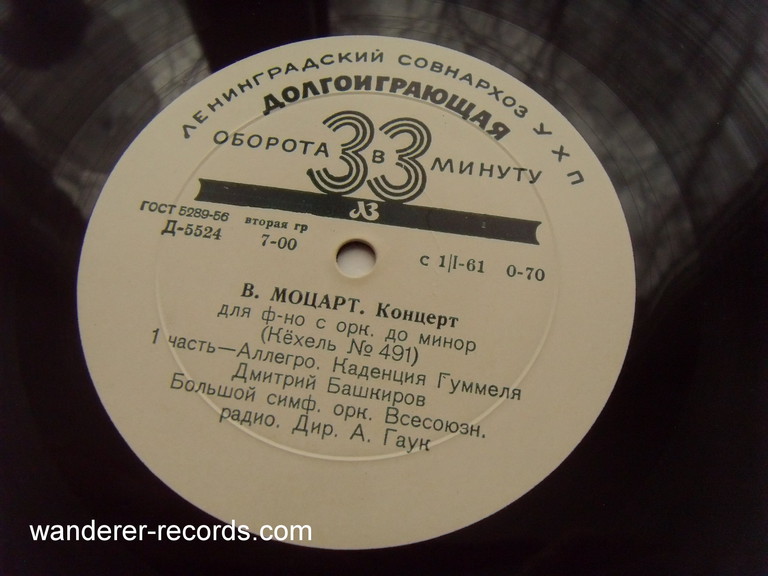 ЛЕНИНГРАДСКИЙ СОВНАРХОЗ УХП
ДОЛГОИГРАЮЩАЯ
ОБОРОТА 33 В МИНУТУ
ЛЗ
ГОСТ 5289-56
Д-5524
вторая гр
7-00
с 1/I-61 0-70
В. МОЦАРТ. Концерт
для ф-но с орк. до минор
(Кёхель № 491)
1 часть—Аллегро. Каденция Гуммеля
Дмитрий Башкиров
Большой симф. орк. Всесоюзн.
радио. Дир. А. Гаук
wanderer-records.com